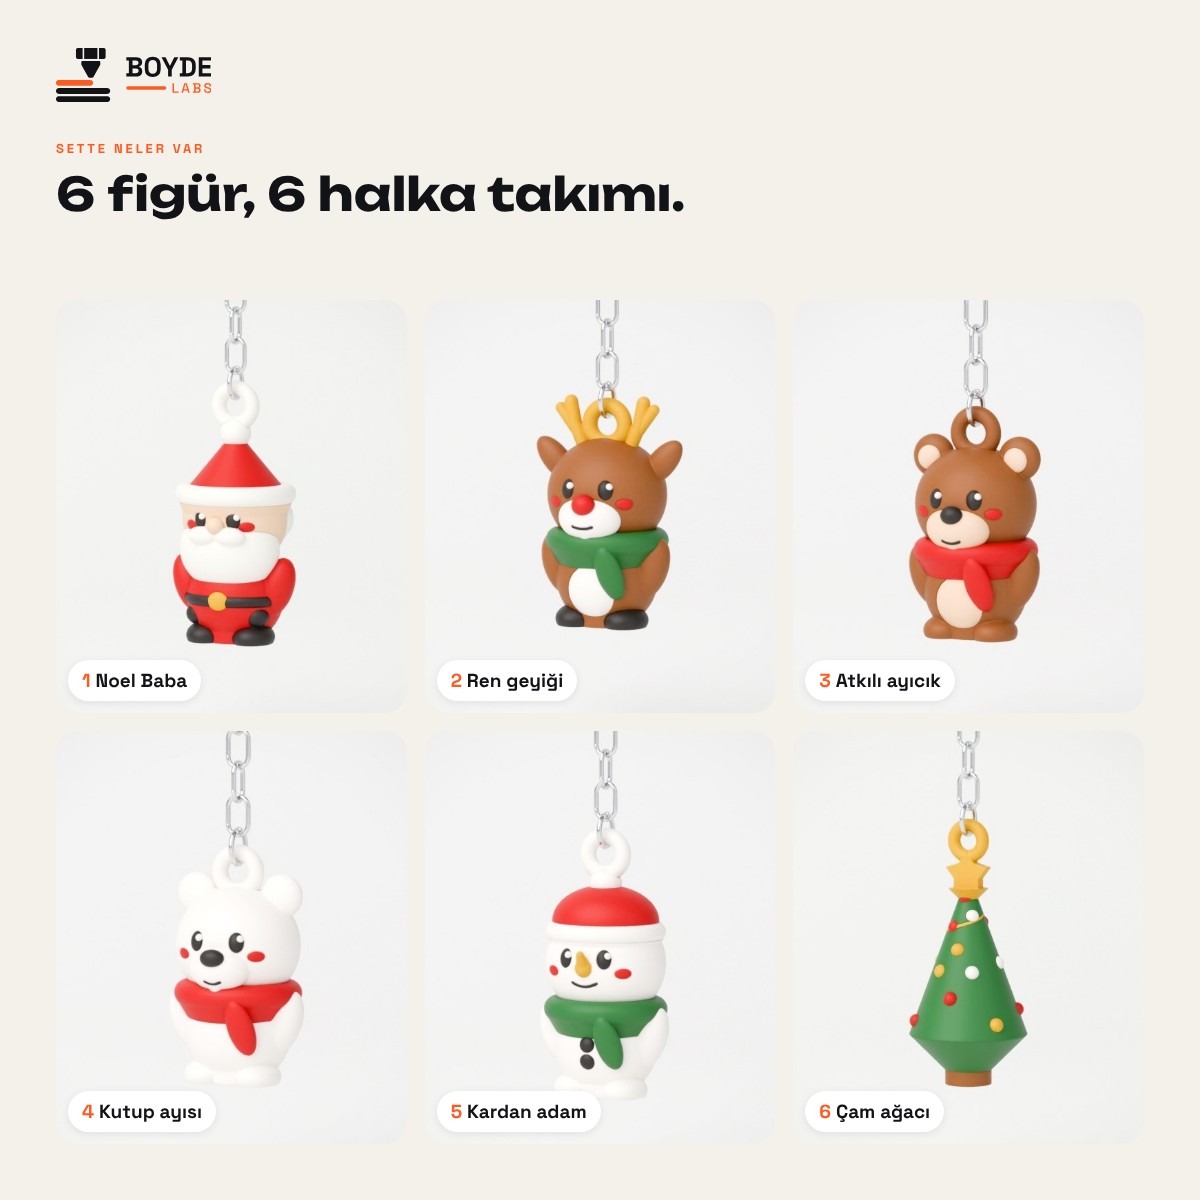 BOYDE
LABS
SETTE NELER VAR
6 figür, 6 halka takımı.
1 Noel Baba
2 Ren geyiği
3 Atkılı ayıcık
4 Kutup ayısı
5 Kardan adam
6 Çam ağacı